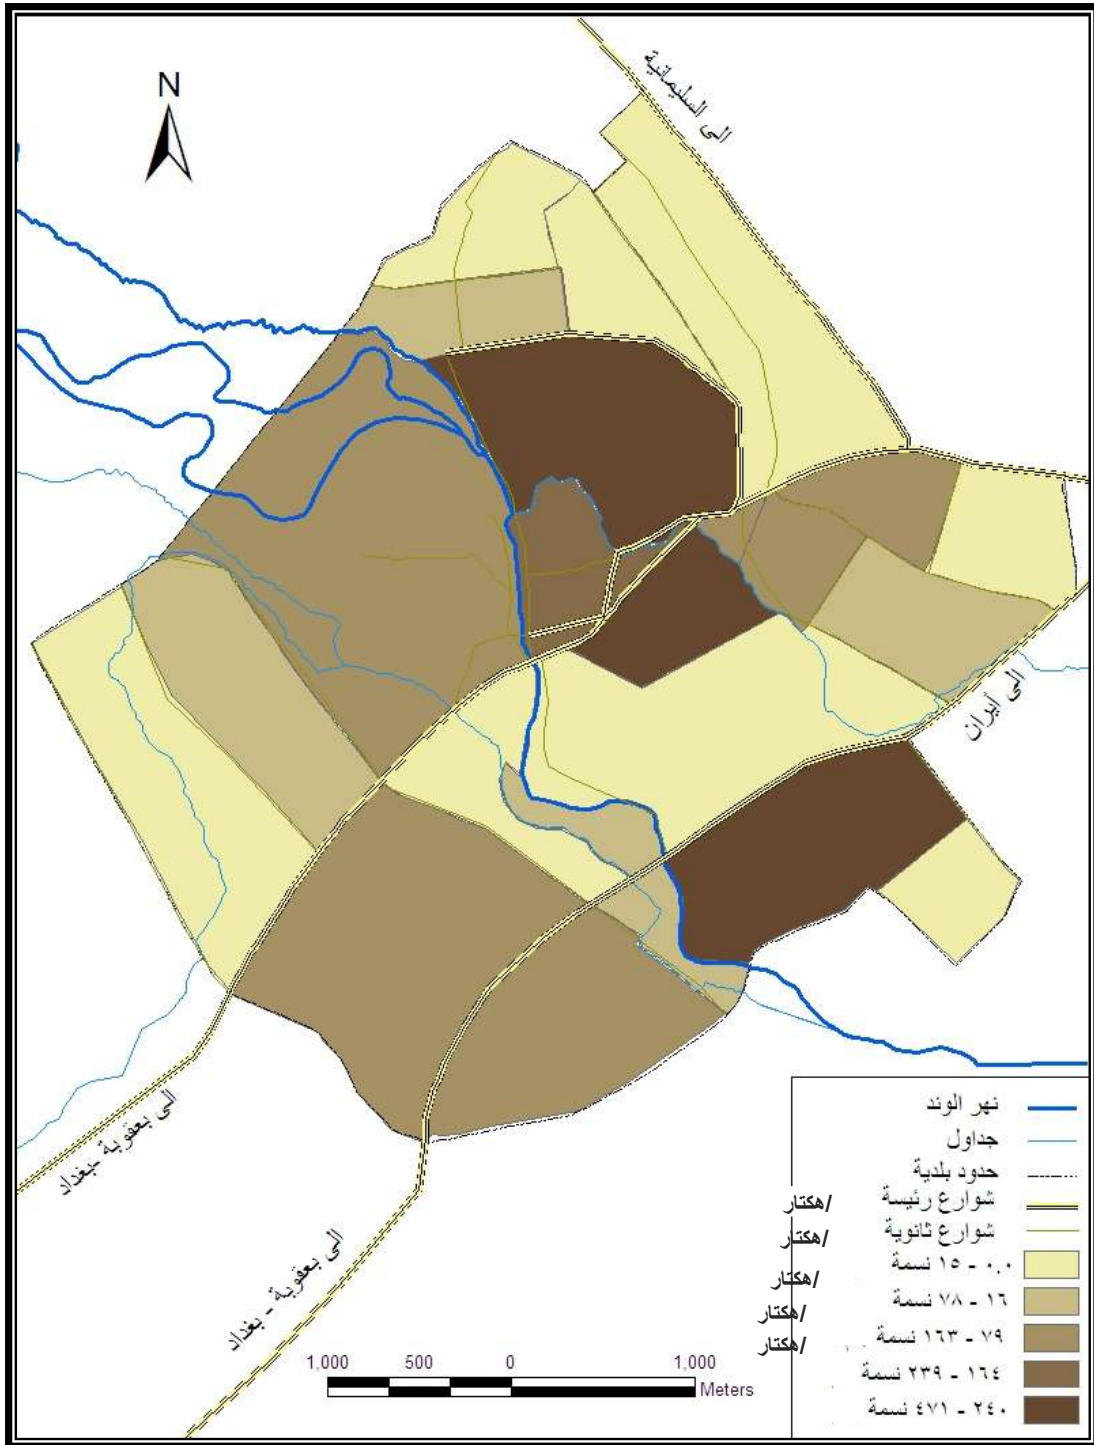 N
الى السليمانية
الى أيران
الى بعقوبة -بغداد
الى بعقوبة - بغداد
نهر الوند
جداول
حدود بلدية
شوارع رئيسة /هكتار
شوارع ثانوية /هكتار
٠,٠ - ١٥ نسمة /هكتار
١٦ - ٧٨ نسمة /هكتار
٧٩ - ١٦٣ نسمة /هكتار
١٦٤ - ٢٣٩ نسمة
٢٤٠ - ٤٧١ نسمة
1,000 500 0 1,000
Meters